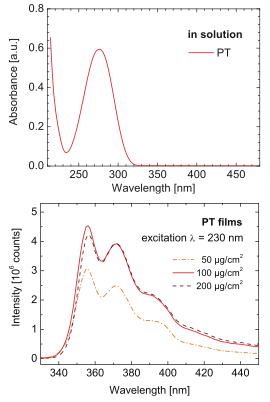 0.8
0.6
0.4
0.2
0.0
Absorbance [a.u.]
in solution
PT
250 300 350 400 450
Wavelength [nm]
5
4
3
2
1
0
Intensity [10⁶ counts]
PT films
excitation λ = 230 nm
50 μg/cm²
100 μg/cm²
200 μg/cm²
340 360 380 400 420 440
Wavelength [nm]